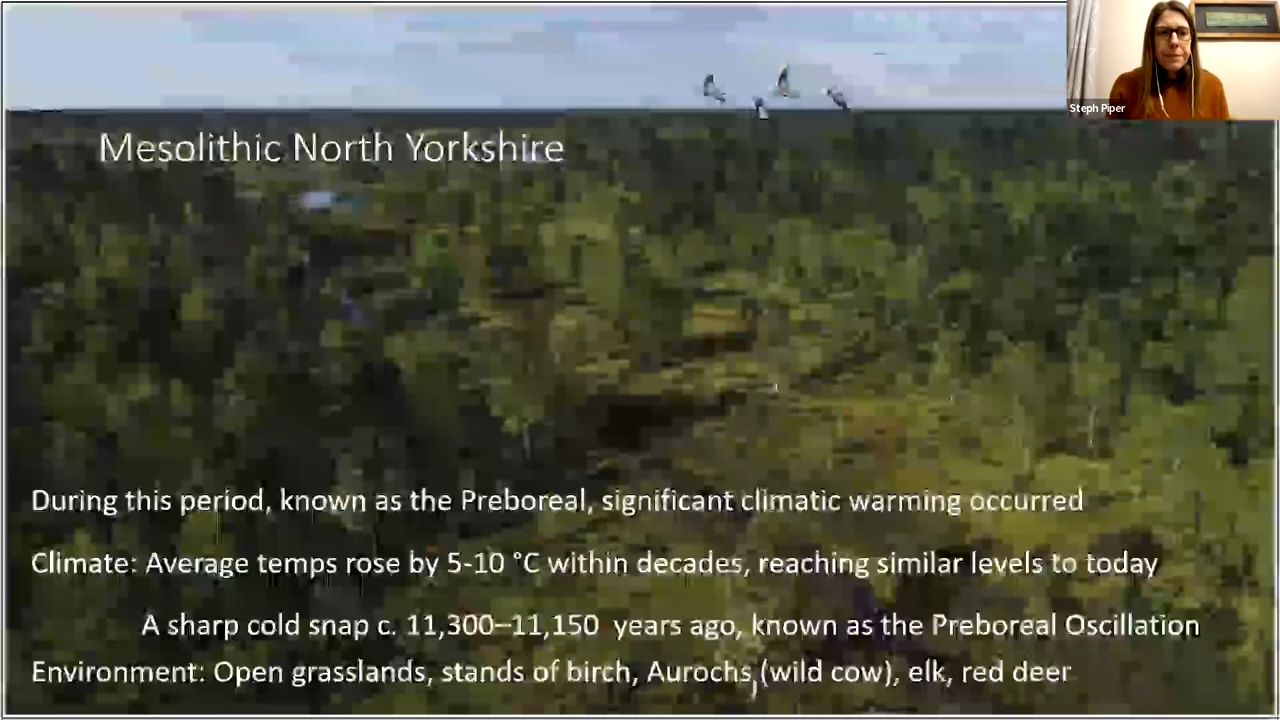 Steph Piper
Mesolithic North Yorkshire
During this period, known as the Preboreal, significant climatic warming occurred
Climate: Average temps rose by 5-10 °C within decades, reaching similar levels to today
A sharp cold snap c. 11,300–11,150 years ago, known as the Preboreal Oscillation
Environment: Open grasslands, stands of birch, Aurochs (wild cow), elk, red deer